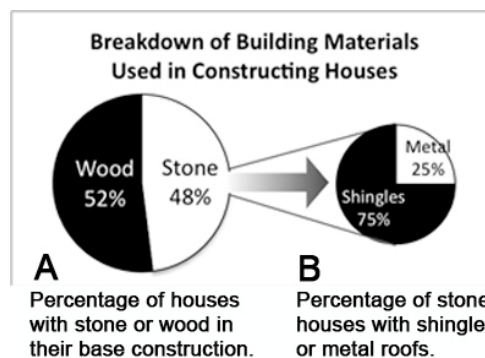 Breakdown of Building Materials
Used in Constructing Houses
Wood
52%
Stone
48%
Metal
25%
Shingles
75%
A
Percentage of houses
with stone or wood in
their base construction.
B
Percentage of stone
houses with shingle
or metal roofs.